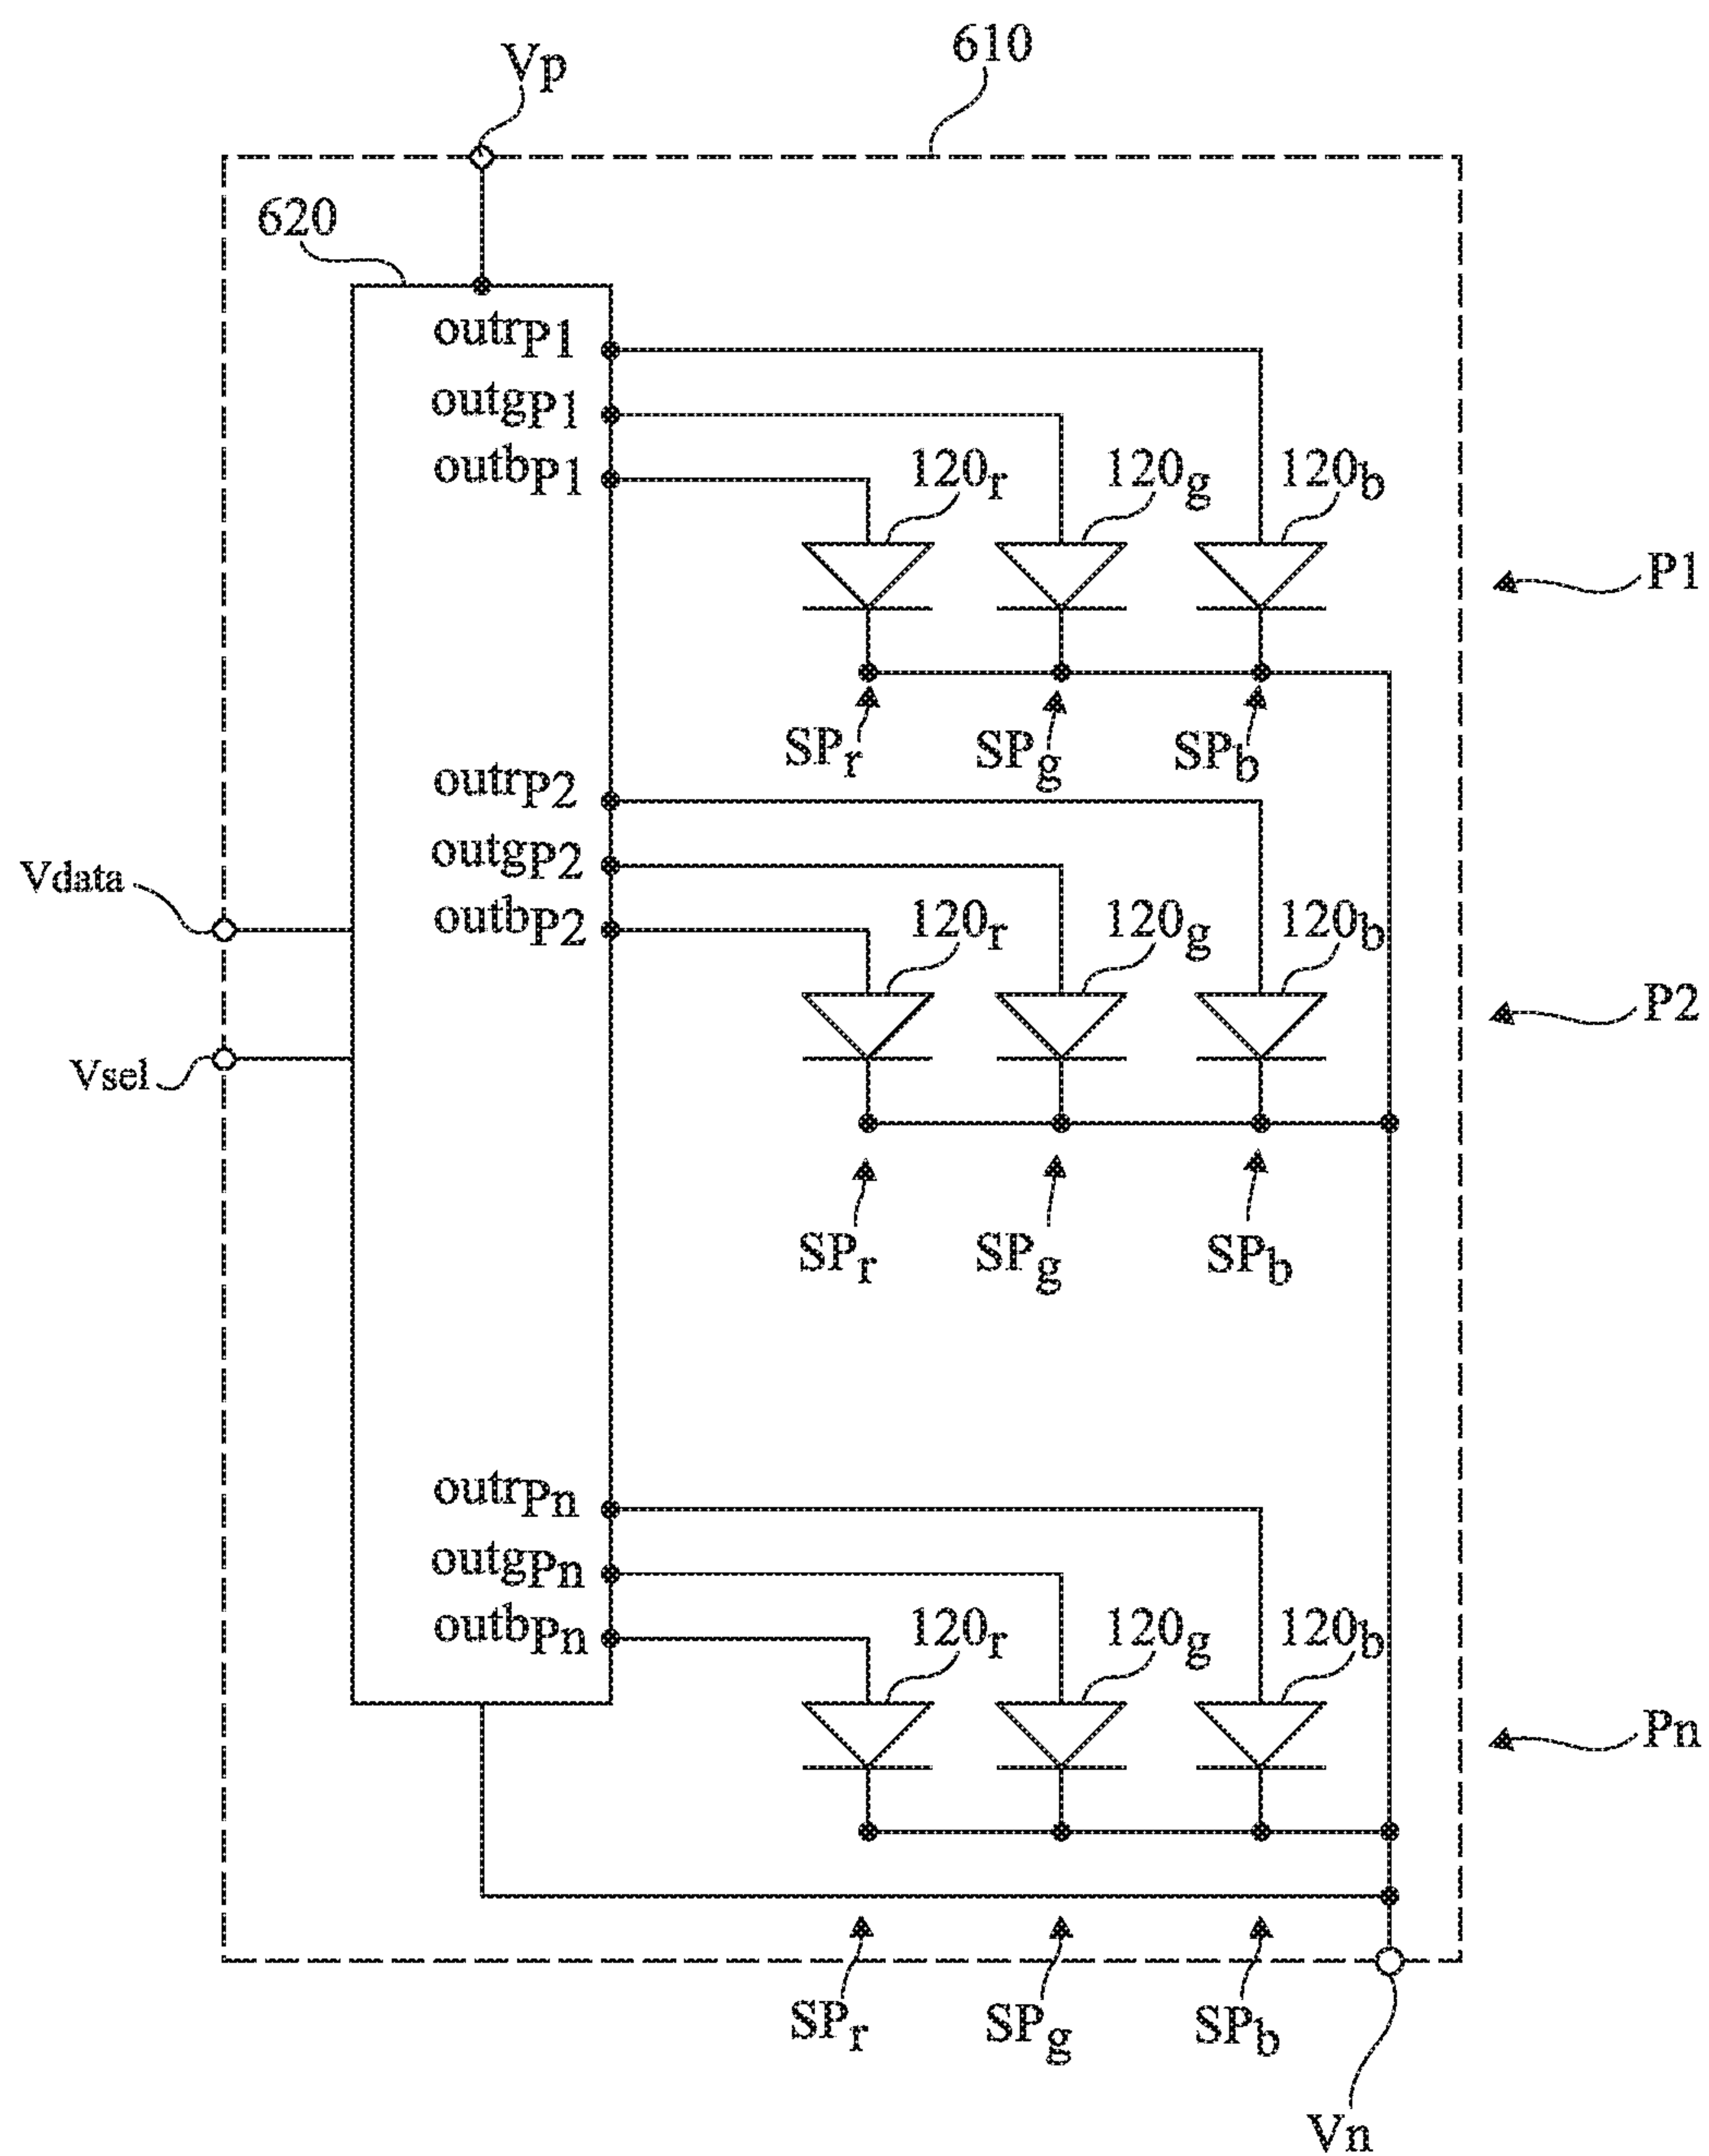 Vp
610
620
outrP1
outgP1
outbP1
120r 120g 120b
P1
SPr SPg SPb
outrP2
outgP2
outbP2
Vdata
120r 120g 120b
P2
Vsel
SPr SPg SPb
outrPn
outgPn
outbPn
120r 120g 120b
Pn
SPr SPg SPb
Vn